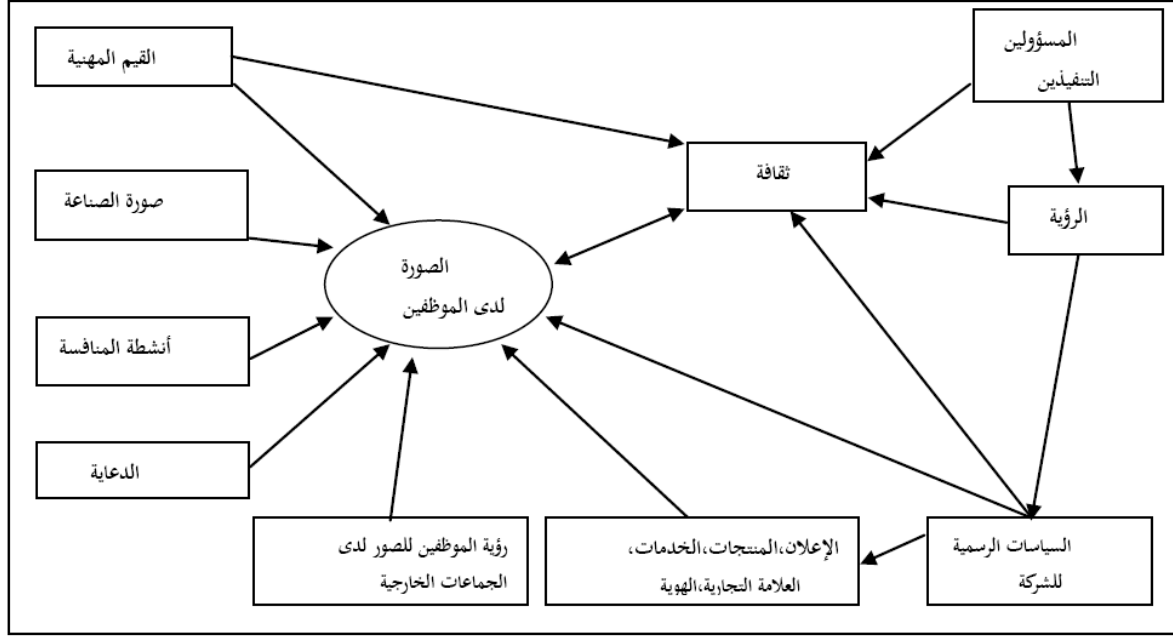 المسؤولين
التنفيذين
القيم المهنية
ثقافة
صورة الصناعة
الرؤية
الصورة
لدى الموظفين
أنشطة المنافسة
الدعاية
السياسات الرسمية
للشركة
الإعلان،المنتجات،الخدمات،
العلامة التجارية،الهوية
رؤية الموظفين للصور لدى
الجماعات الخارجية